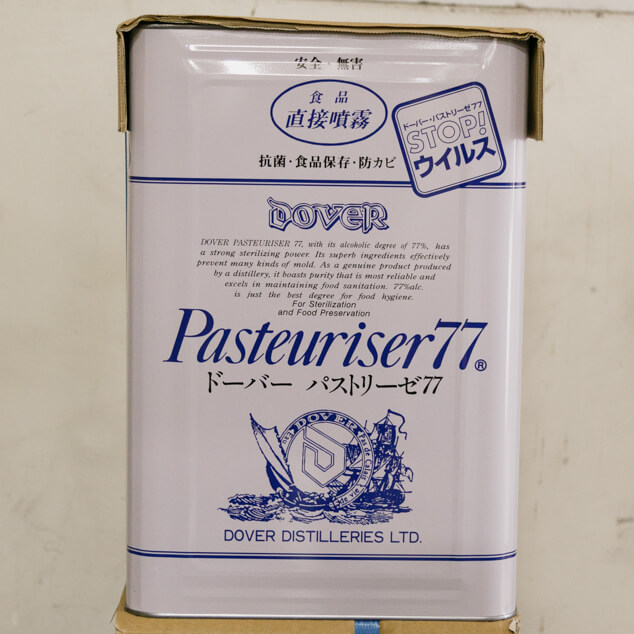 安全・無害
食品
直接噴霧
ドーバー・パストリーゼ77
STOP!
ウイルス
抗菌・食品保存・防カビ
DOVER
DOVER PASTEURISER 77, with its alcoholic degree of 77%, has
a strong sterilizing power. Its superb ingredients effectively
prevent many kinds of mold. As a genuine product produced
by a distillery, it boasts purity that is most reliable and
excels in maintaining food sanitation. 77%alc.
is just the best degree for food hygiene.
For Sterilization
and Food Preservation
Pasteuriser77®
ドーバー パストリーゼ77
DOVER
DOVER DISTILLERIES LTD.